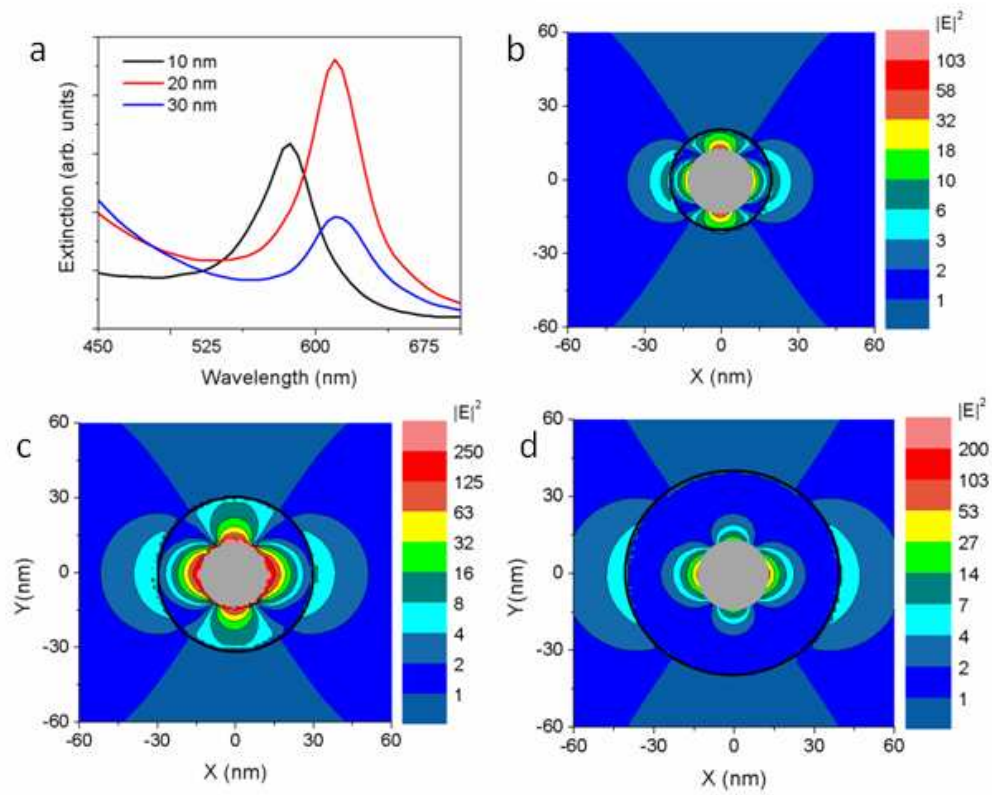 a
10 nm
20 nm
30 nm
Extinction (arb. units)
450 525 600 675
Wavelength (nm)
b
|E|²
60
30
0
-30
-60
-60 -30 0 30 60
X (nm)
103
58
32
18
10
6
3
2
1
c
|E|²
60
30
0
-30
-60
Y(nm)
-60 -30 0 30 60
X (nm)
250
125
63
32
16
8
4
2
1
d
|E|²
60
30
0
-30
-60
Y(nm)
-60 -30 0 30 60
X (nm)
200
103
53
27
14
7
4
2
1